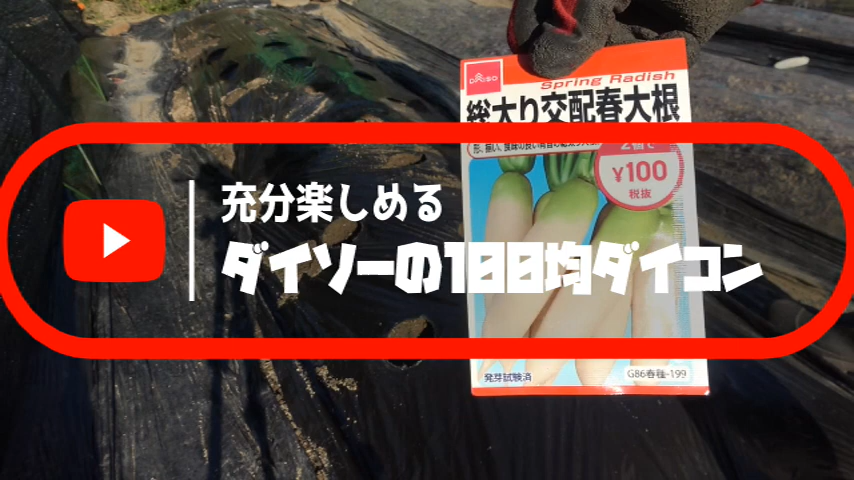 DAISO
Spring Radish
総太り交配春大根
2個で
¥100
税抜
充分楽しめる
ダイソーの100均ダイコン
発芽試験済
G86春種-199